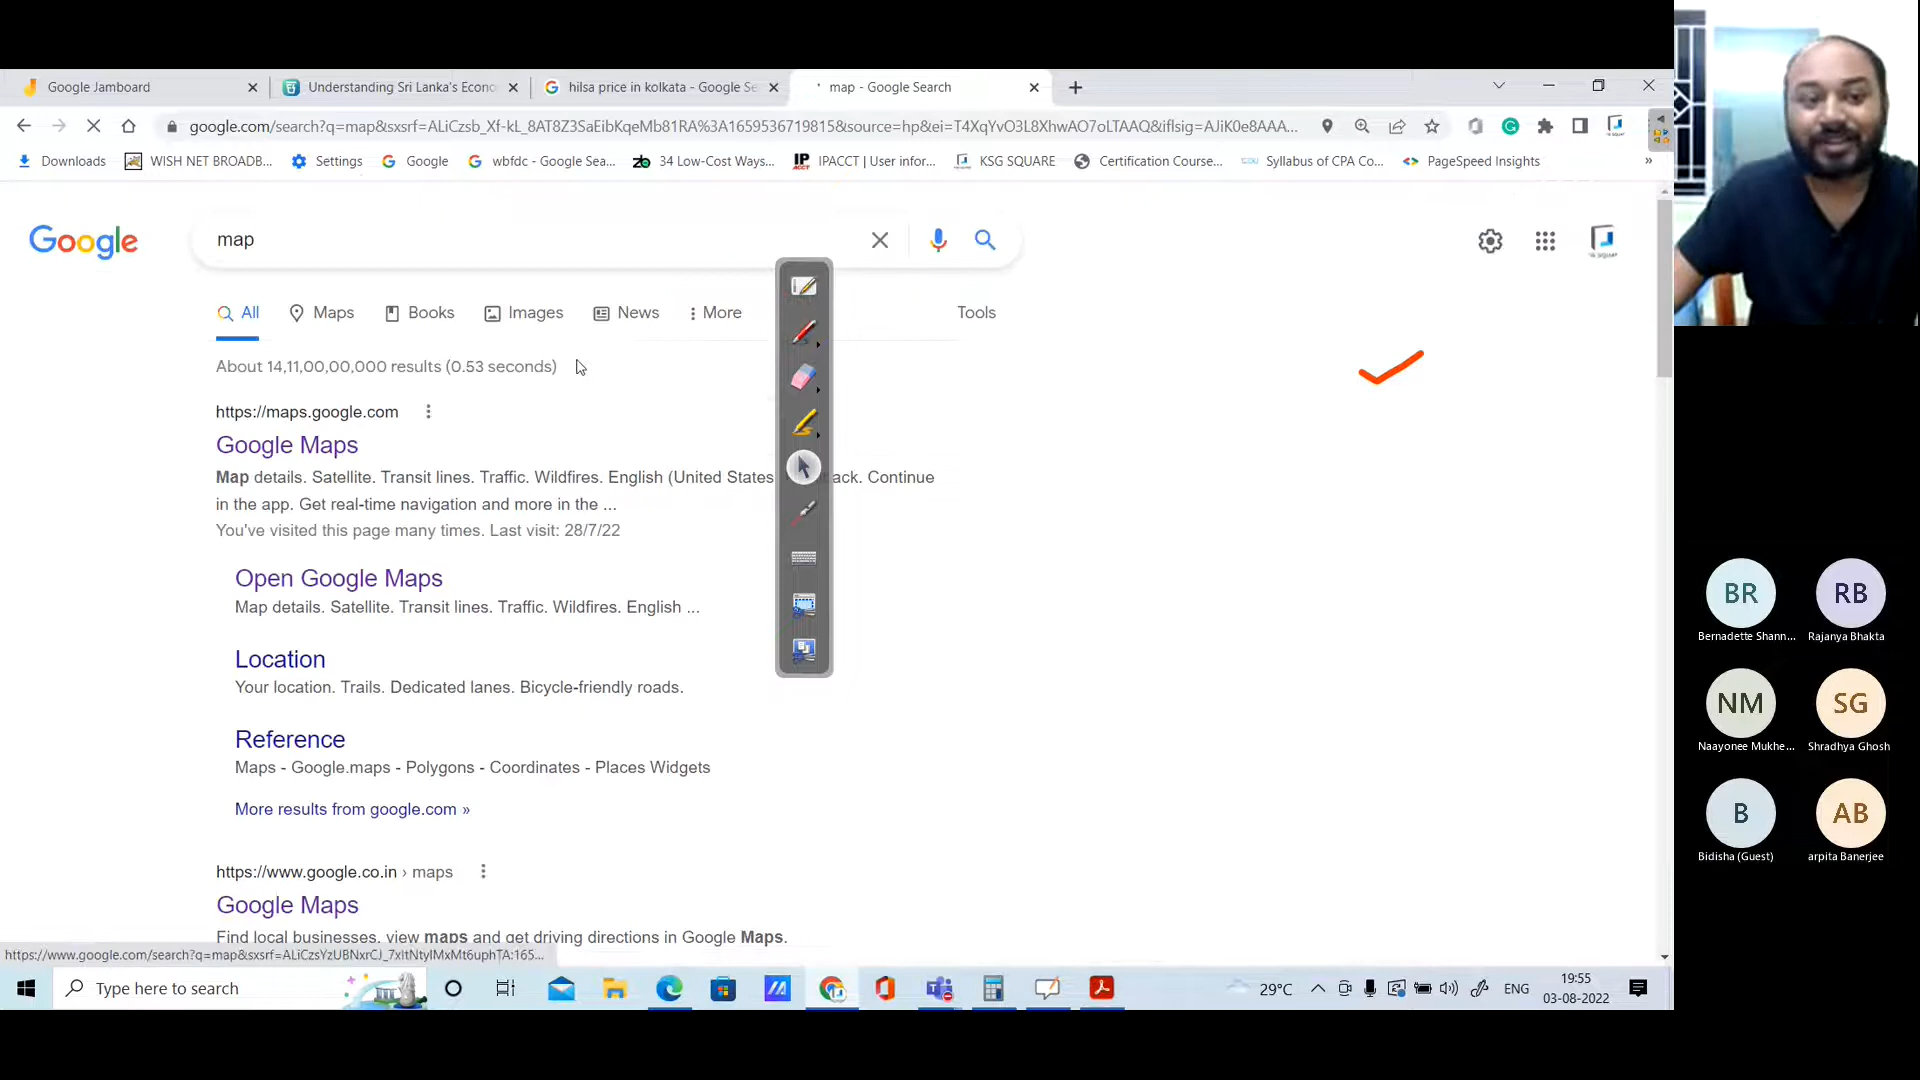 Google Jamboard
Understanding Sri Lanka's Econo
hilsa price in kolkata - Google Se
map - Google Search
google.com/search?q=map&sxsrf=ALiCzsb_Xf-kL_8AT8Z3SaEibKqeMb81RA%3A1659536719815&source=hp&ei=T4XqYvO3L8XhwAO7oLTAAQ&iflsig=AJiK0e8AAA...
Downloads
WISH NET BROADB...
Settings
Google
wbfdc - Google Sea...
34 Low-Cost Ways...
IPACCT | User infor...
KSG SQUARE
Certification Course...
Syllabus of CPA Co...
PageSpeed Insights
»
Google
map
All
Maps
Books
Images
News
More
Tools
About 14,11,00,00,000 results (0.53 seconds)
https://maps.google.com
Google Maps
Map details. Satellite. Transit lines. Traffic. Wildfires. English (United States ack. Continue
in the app. Get real-time navigation and more in the ...
You've visited this page many times. Last visit: 28/7/22
Open Google Maps
Map details. Satellite. Transit lines. Traffic. Wildfires. English ...
Location
Your location. Trails. Dedicated lanes. Bicycle-friendly roads.
Reference
Maps - Google.maps - Polygons - Coordinates - Places Widgets
More results from google.com »
https://www.google.co.in › maps
Google Maps
Find local businesses, view maps and get driving directions in Google Maps.
Type here to search
29°C
ENG
19:55
03-08-2022
BR
Bernadette Shann...
RB
Rajanya Bhakta
NM
Naayonee Mukhe...
SG
Shradhya Ghosh
B
Bidisha (Guest)
AB
arpita Banerjee